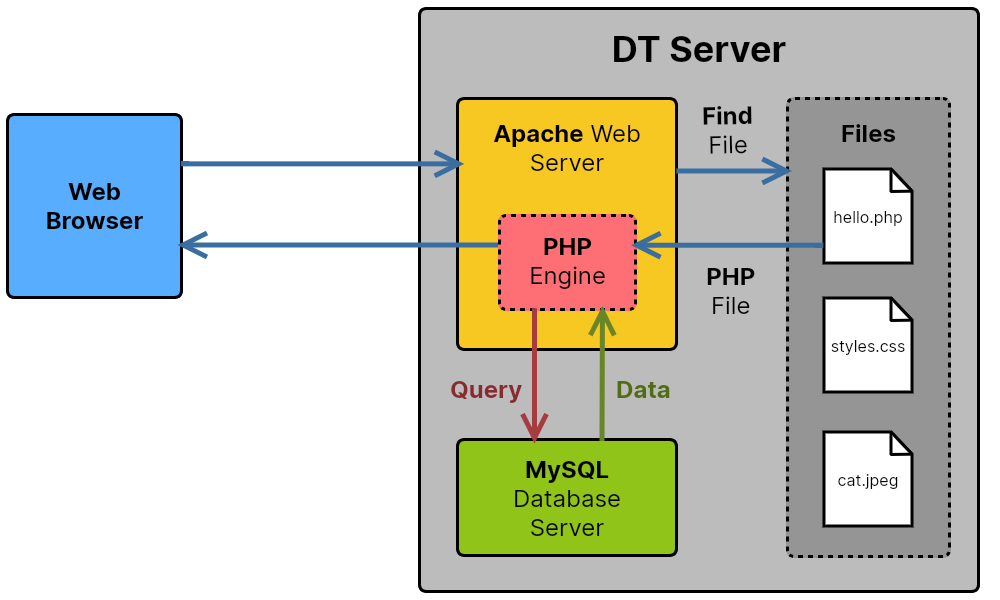 DT Server
Web
Browser
Apache Web
Server
Find
File
Files
hello.php
PHP
Engine
PHP
File
styles.css
Query
Data
MySQL
Database
Server
cat.jpeg